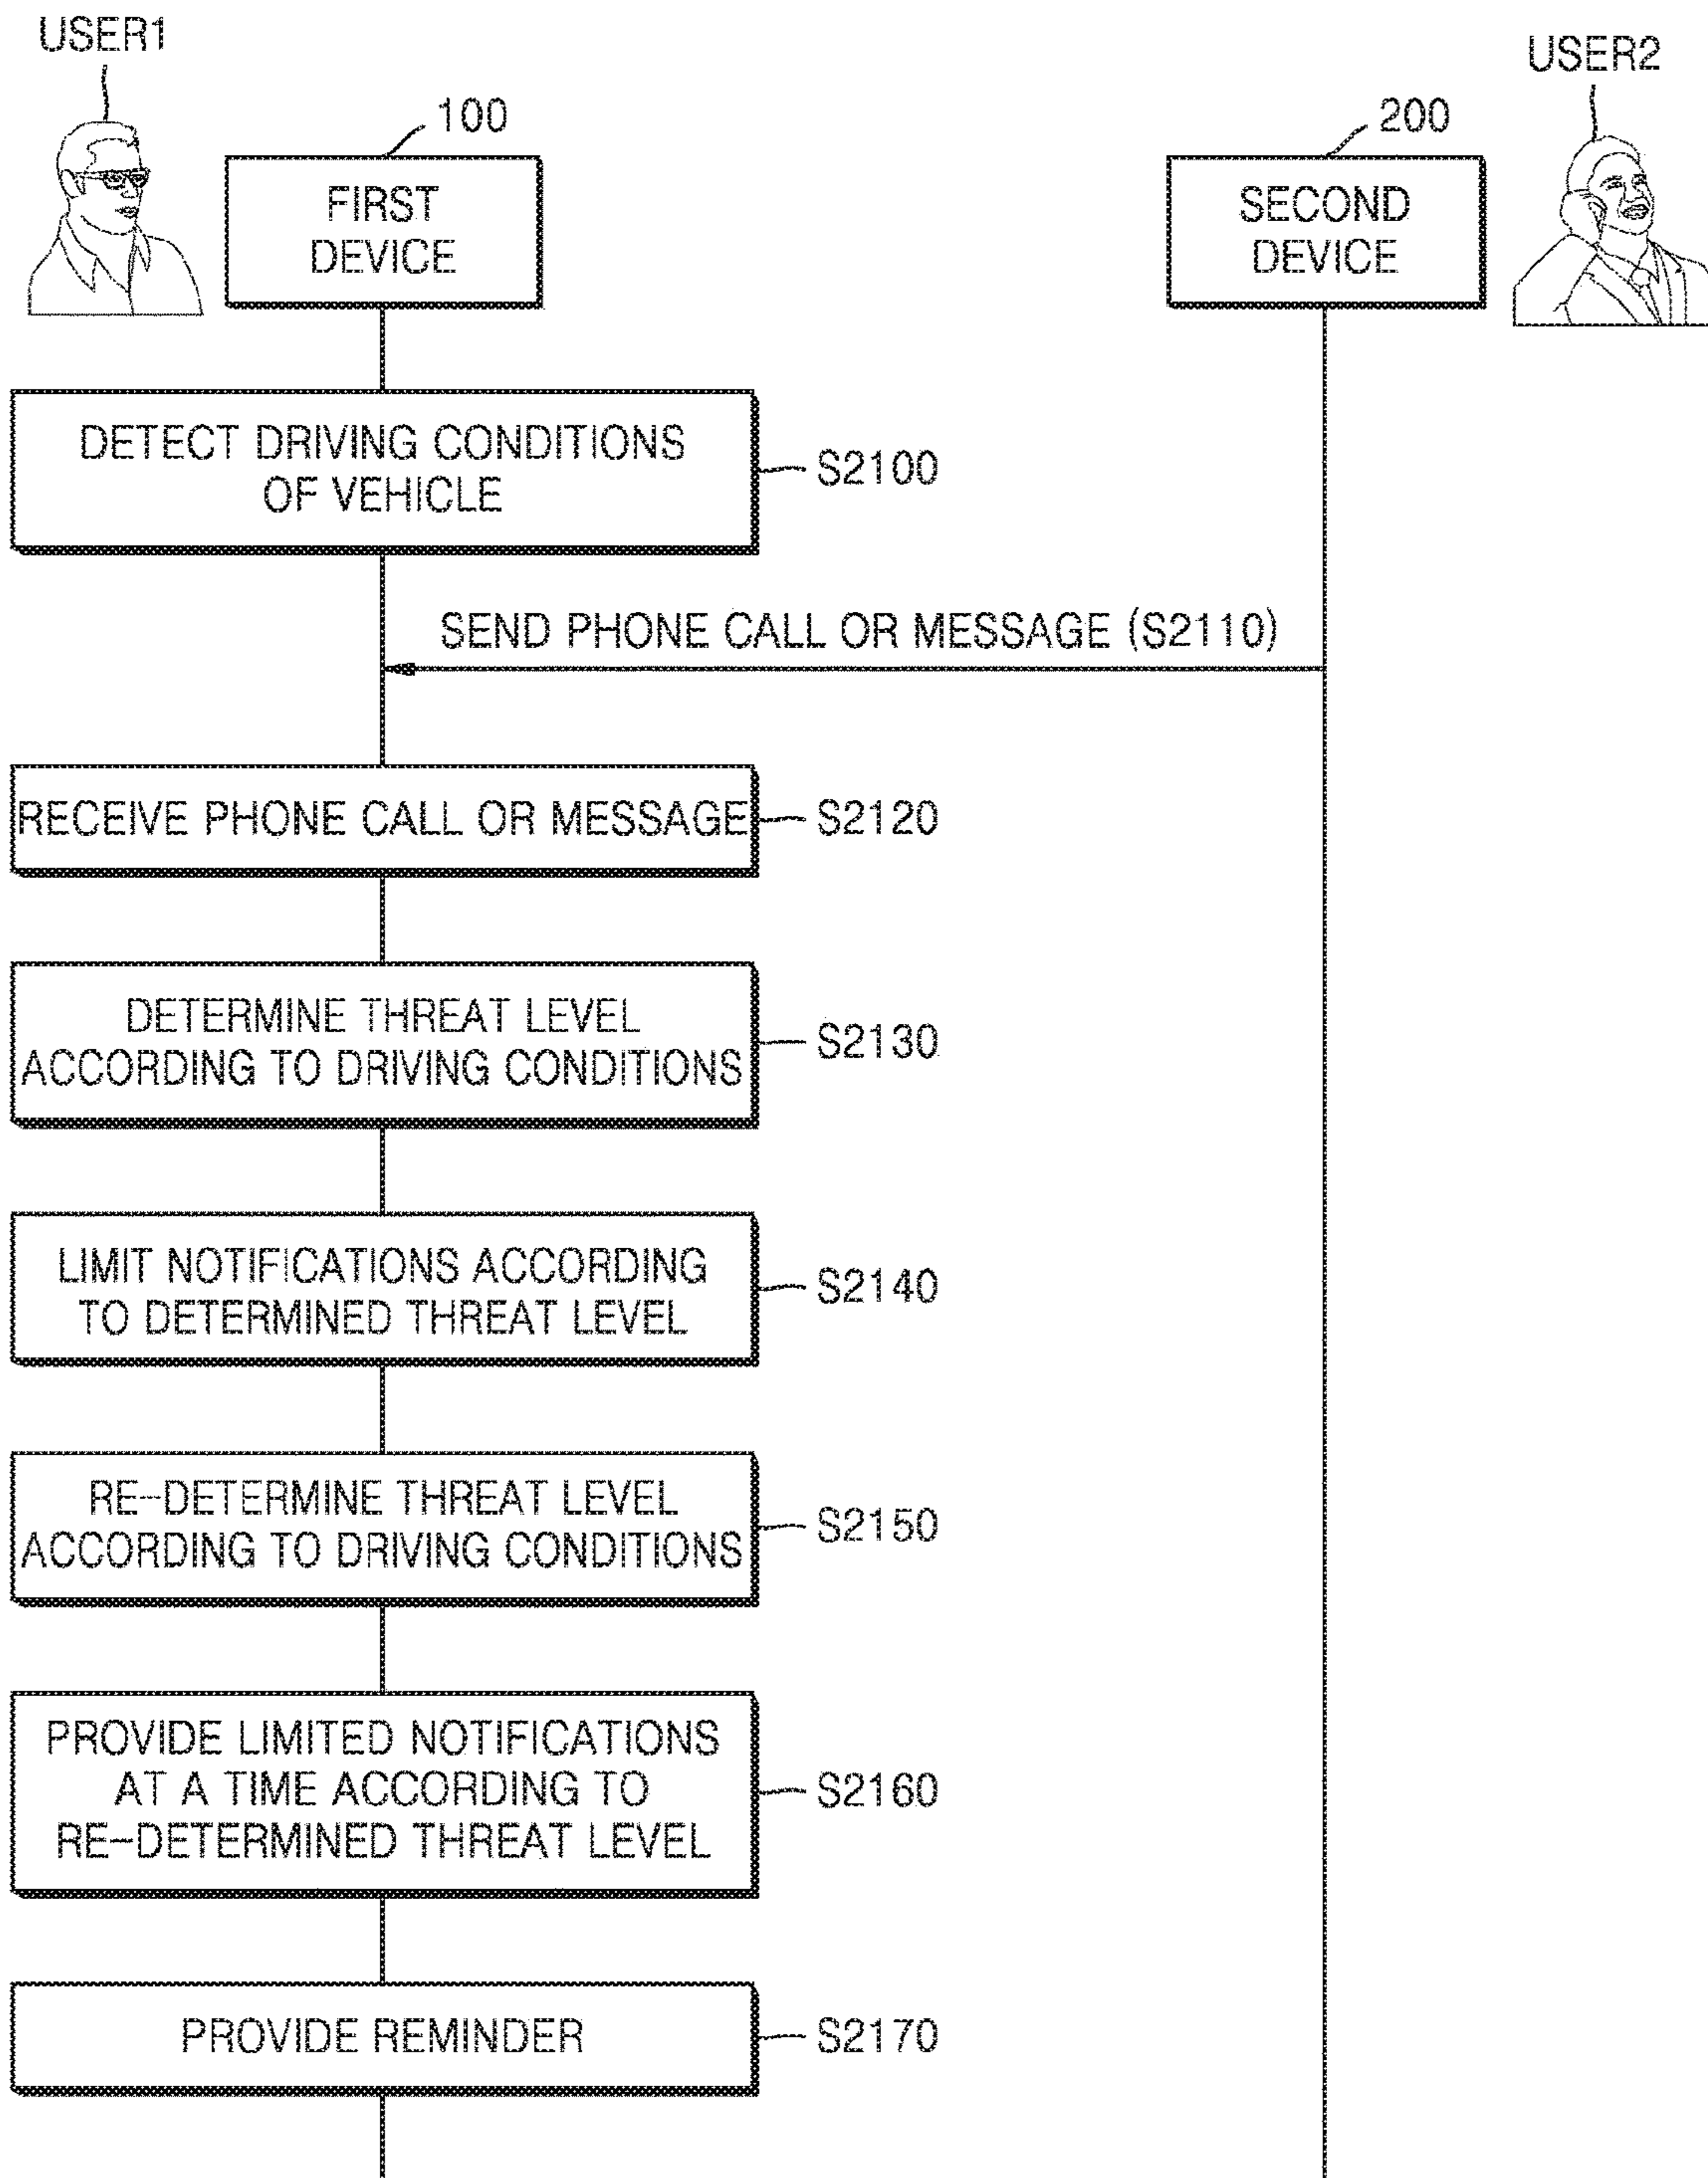 USER1
USER2
100
200
FIRST
DEVICE
SECOND
DEVICE
DETECT DRIVING CONDITIONS
OF VEHICLE
S2100
SEND PHONE CALL OR MESSAGE (S2110)
RECEIVE PHONE CALL OR MESSAGE
S2120
DETERMINE THREAT LEVEL
ACCORDING TO DRIVING CONDITIONS
S2130
LIMIT NOTIFICATIONS ACCORDING
TO DETERMINED THREAT LEVEL
S2140
RE-DETERMINE THREAT LEVEL
ACCORDING TO DRIVING CONDITIONS
S2150
PROVIDE LIMITED NOTIFICATIONS
AT A TIME ACCORDING TO
RE-DETERMINED THREAT LEVEL
S2160
PROVIDE REMINDER
S2170